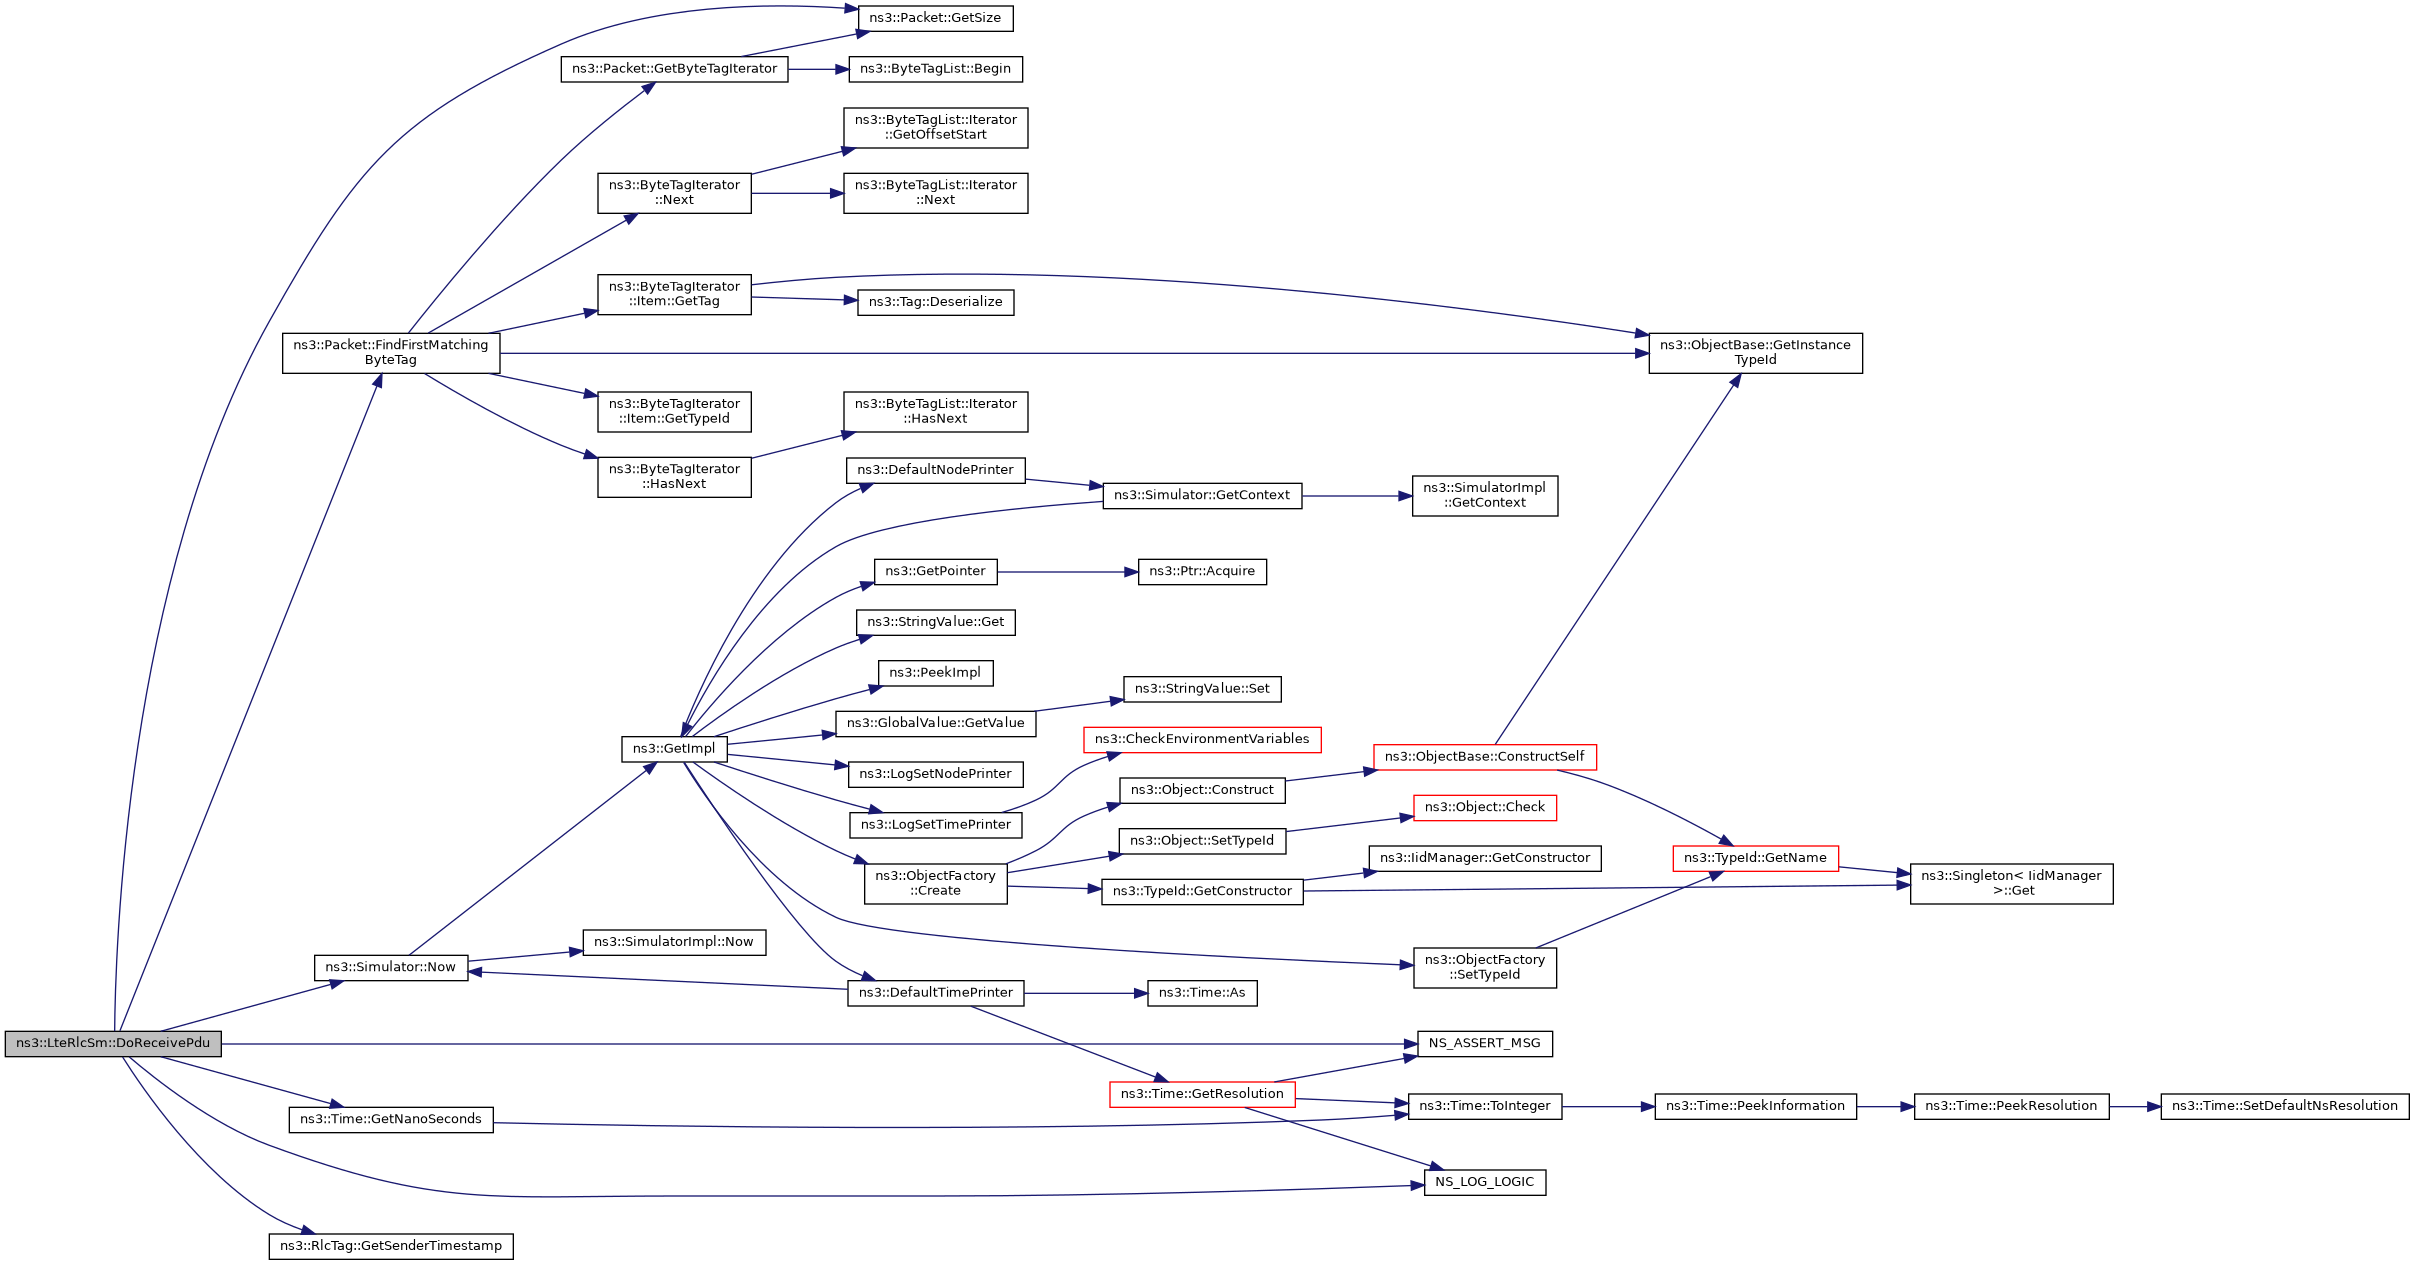 ns3::Packet::GetSize
ns3::Packet::GetByteTagIterator
ns3::ByteTagList::Begin
ns3::ByteTagList::Iterator
::GetOffsetStart
ns3::ByteTagIterator
::Next
ns3::ByteTagList::Iterator
::Next
ns3::ByteTagIterator
::Item::GetTag
ns3::Tag::Deserialize
ns3::Packet::FindFirstMatching
ByteTag
ns3::ObjectBase::GetInstance
TypeId
ns3::ByteTagIterator
::Item::GetTypeId
ns3::ByteTagList::Iterator
::HasNext
ns3::ByteTagIterator
::HasNext
ns3::DefaultNodePrinter
ns3::Simulator::GetContext
ns3::SimulatorImpl
::GetContext
ns3::GetPointer
ns3::Ptr::Acquire
ns3::StringValue::Get
ns3::PeekImpl
ns3::StringValue::Set
ns3::GlobalValue::GetValue
ns3::CheckEnvironmentVariables
ns3::GetImpl
ns3::ObjectBase::ConstructSelf
ns3::LogSetNodePrinter
ns3::Object::Construct
ns3::Object::Check
ns3::LogSetTimePrinter
ns3::Object::SetTypeId
ns3::IidManager::GetConstructor
ns3::TypeId::GetName
ns3::ObjectFactory
::Create
ns3::TypeId::GetConstructor
ns3::Singleton< IidManager
>::Get
ns3::SimulatorImpl::Now
ns3::Simulator::Now
ns3::ObjectFactory
::SetTypeId
ns3::DefaultTimePrinter
ns3::Time::As
ns3::LteRlcSm::DoReceivePdu
NS_ASSERT_MSG
ns3::Time::GetResolution
ns3::Time::GetNanoSeconds
ns3::Time::ToInteger
ns3::Time::PeekInformation
ns3::Time::PeekResolution
ns3::Time::SetDefaultNsResolution
NS_LOG_LOGIC
ns3::RlcTag::GetSenderTimestamp